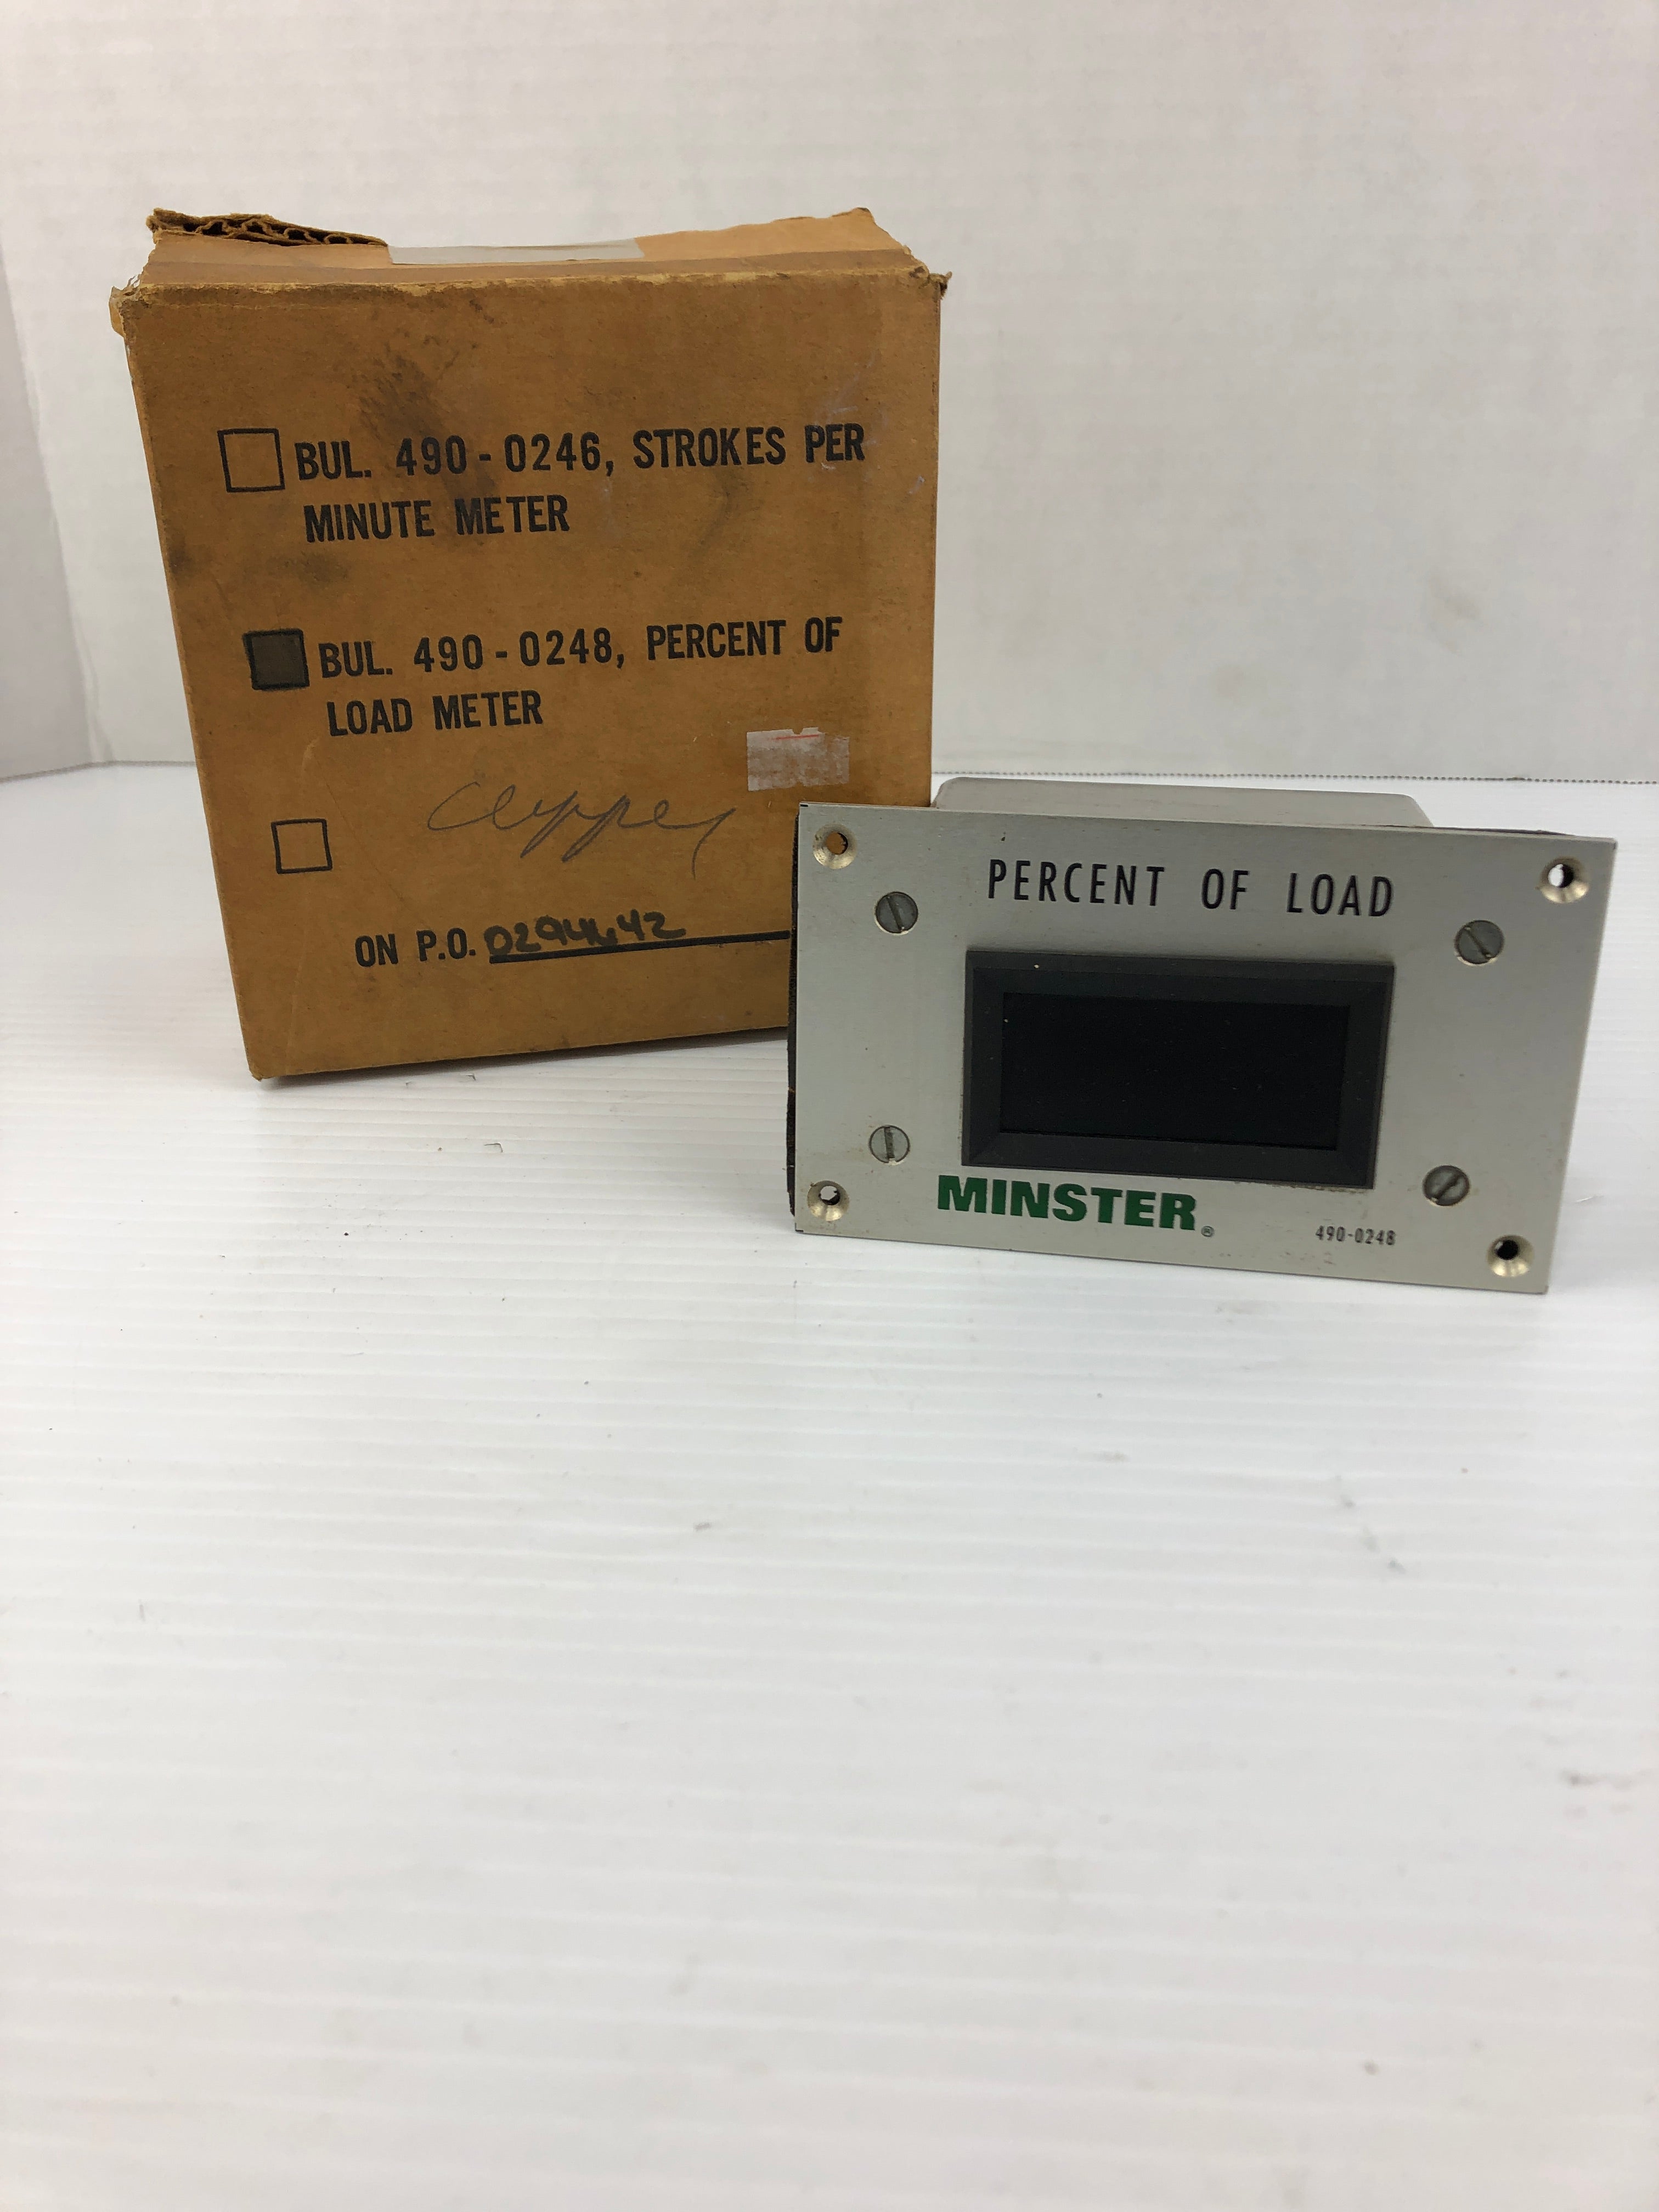 BUL. 490-0246, STROKES PER
MINUTE METER
BUL. 490-0248, PERCENT OF
LOAD METER
ON P.O. 0294642
PERCENT OF LOAD
MINSTER®
490-0248